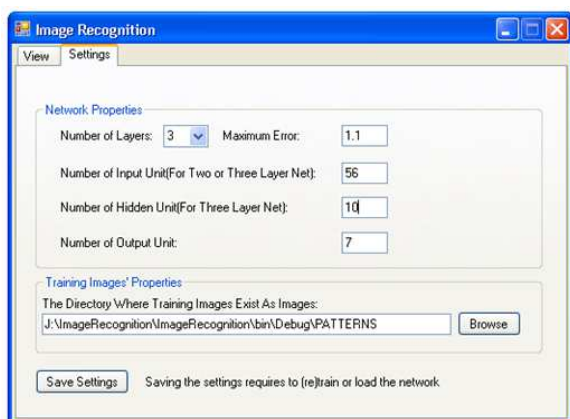 Image Recognition
View Settings
Network Properties
Number of Layers: 3 Maximum Error: 1.1
Number of Input Unit(For Two or Three Layer Net): 56
Number of Hidden Unit(For Three Layer Net): 10
Number of Output Unit: 7
Training Images' Properties
The Directory Where Training Images Exist As Images:
J:\ImageRecognition\ImageRecognition\bin\Debug\PATTERNS Browse
Save Settings Saving the settings requires to (re)train or load the network